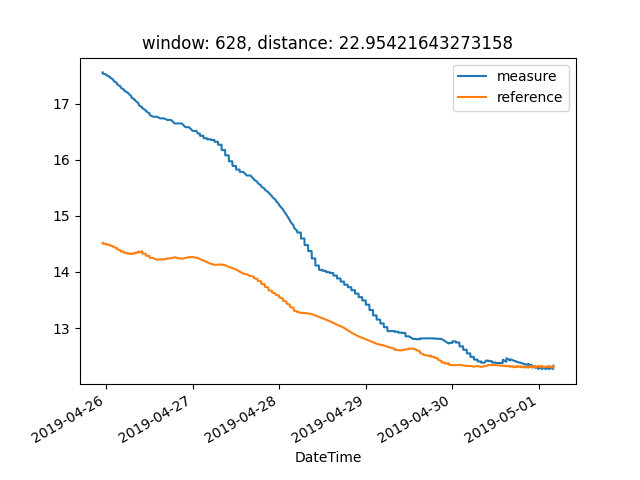 window: 628, distance: 22.95421643273158
measure
reference
17
16
15
14
13
2019-04-26
2019-04-27
2019-04-28
2019-04-29
2019-04-30
2019-05-01
DateTime